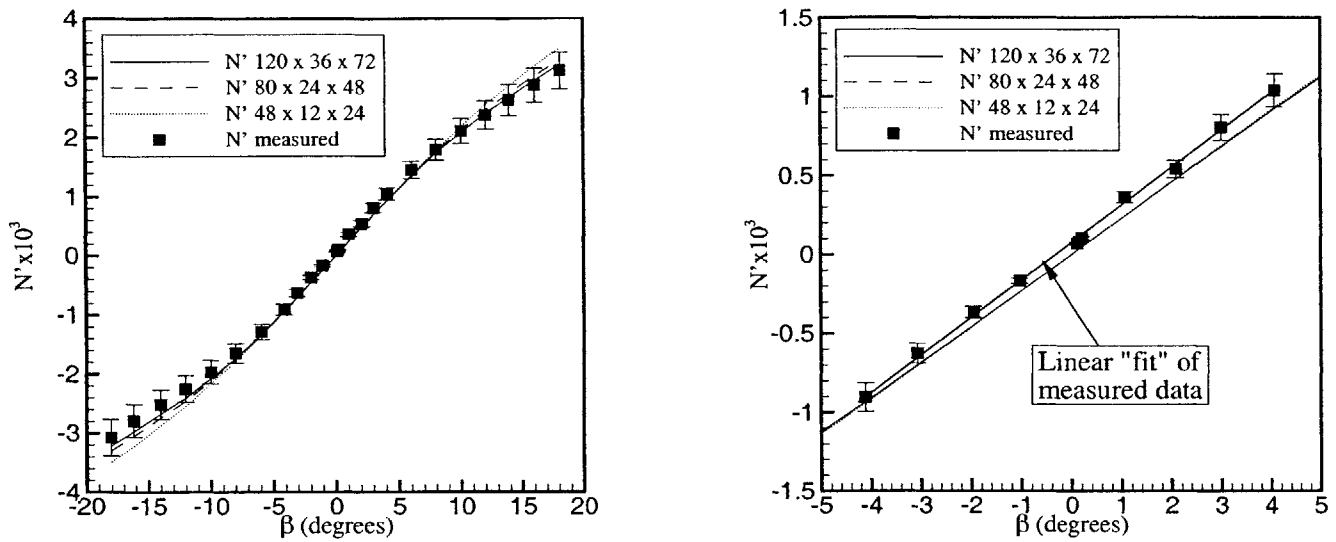 4
3
2
1
0
-1
-2
-3
-4
N'x10³
N' 120 x 36 x 72
N' 80 x 24 x 48
N' 48 x 12 x 24
N' measured
-20 -15 -10 -5 0 5 10 15 20
β (degrees)
1.5
1
0.5
0
-0.5
-1
-1.5
N'x10³
N' 120 x 36 x 72
N' 80 x 24 x 48
N' 48 x 12 x 24
N' measured
Linear "fit" of
measured data
-5 -4 -3 -2 -1 0 1 2 3 4 5
β (degrees)